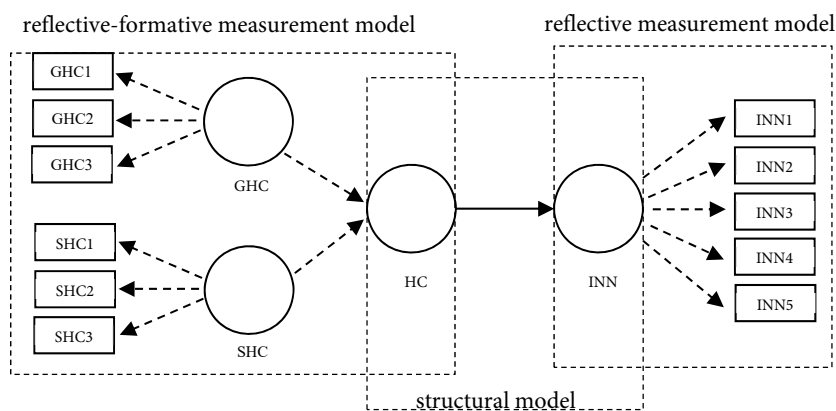 reflective-formative measurement model
reflective measurement model
GHC1
GHC2
GHC3
GHC
SHC1
SHC2
SHC3
SHC
HC
INN
INN1
INN2
INN3
INN4
INN5
structural model